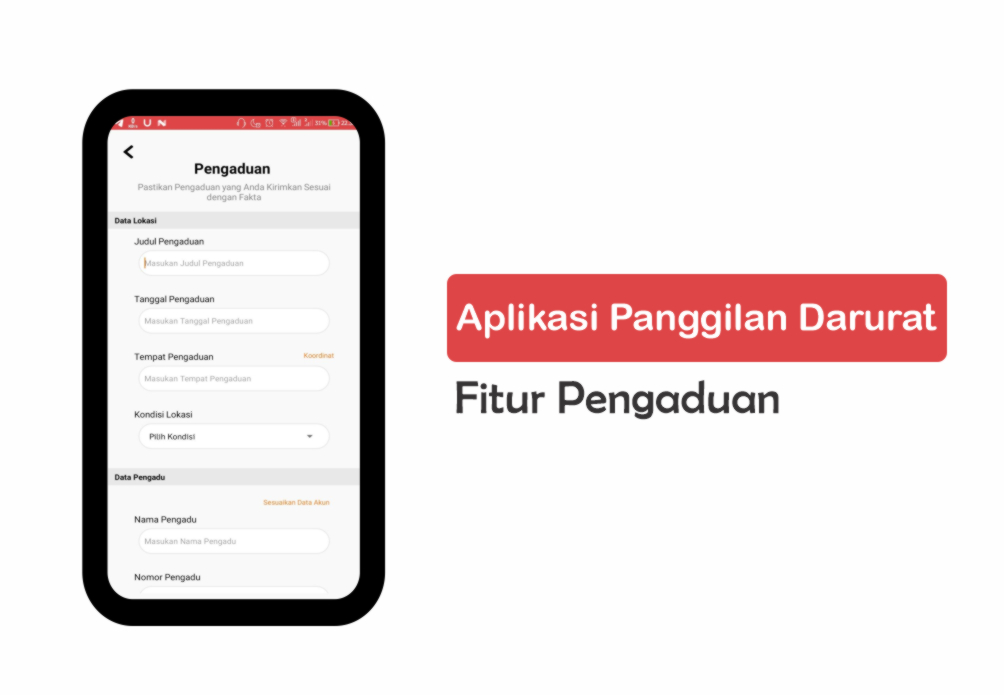 Pengaduan
Pastikan Pengaduan yang Anda Kirimkan Sesuai
dengan Fakta
Data Lokasi
Judul Pengaduan
Masukan Judul Pengaduan
Tanggal Pengaduan
Masukan Tanggal Pengaduan
Tempat Pengaduan Koordinat
Masukan Tempat Pengaduan
Kondisi Lokasi
Pilih Kondisi
Data Pengadu
Sesuaikan Data Akun
Nama Pengadu
Masukan Nama Pengadu
Nomor Pengadu
Aplikasi Panggilan Darurat
Fitur Pengaduan